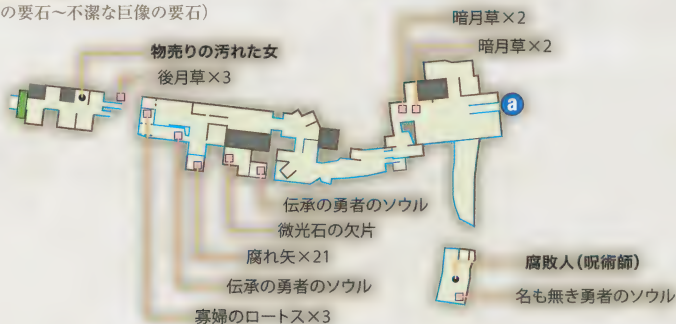 の要石～不潔な巨像の要石）
暗月草×2
暗月草×2
物売りの汚れた女
後月草×3
a
伝承の勇者のソウル
微光石の欠片
腐れ矢×21
伝承の勇者のソウル
寡婦のロートス×3
腐敗人（呪術師）
名も無き勇者のソウル